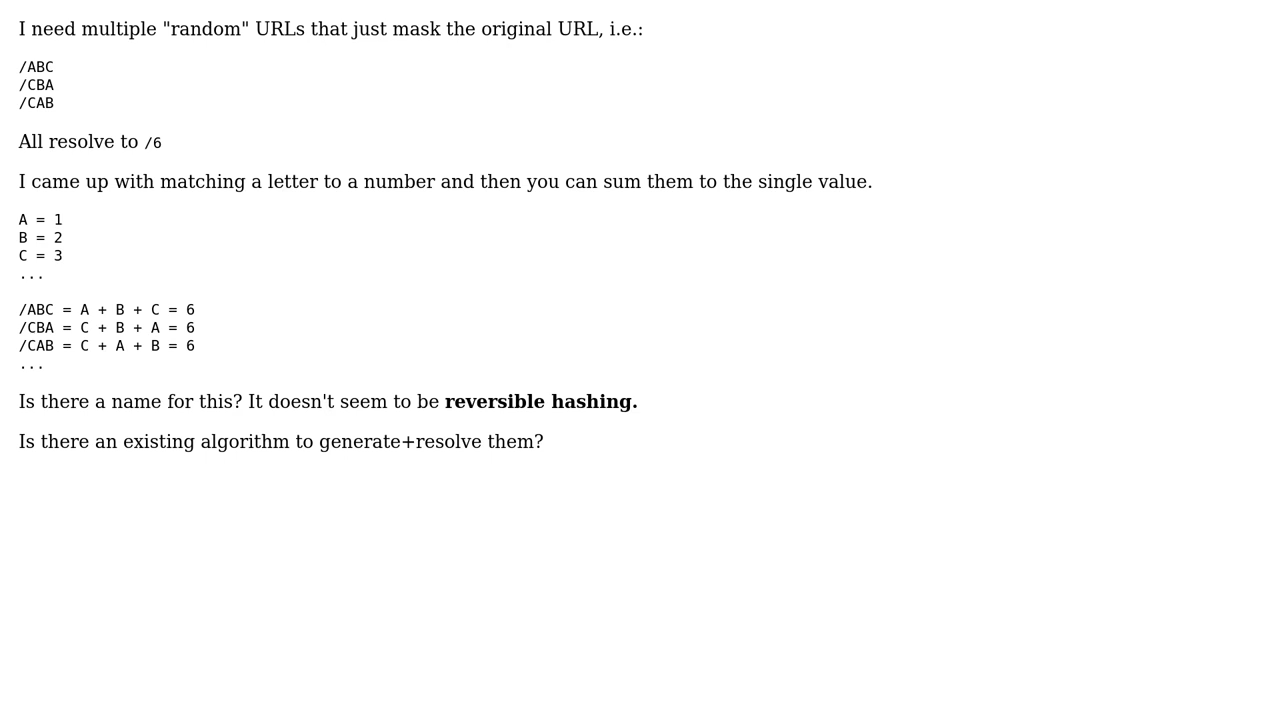 I need multiple "random" URLs that just mask the original URL, i.e.:
/ABC
/CBA
/CAB
All resolve to /6
I came up with matching a letter to a number and then you can sum them to the single value.
A = 1
B = 2
C = 3
...
/ABC = A + B + C = 6
/CBA = C + B + A = 6
/CAB = C + A + B = 6
...
Is there a name for this? It doesn't seem to be reversible hashing.
Is there an existing algorithm to generate+resolve them?